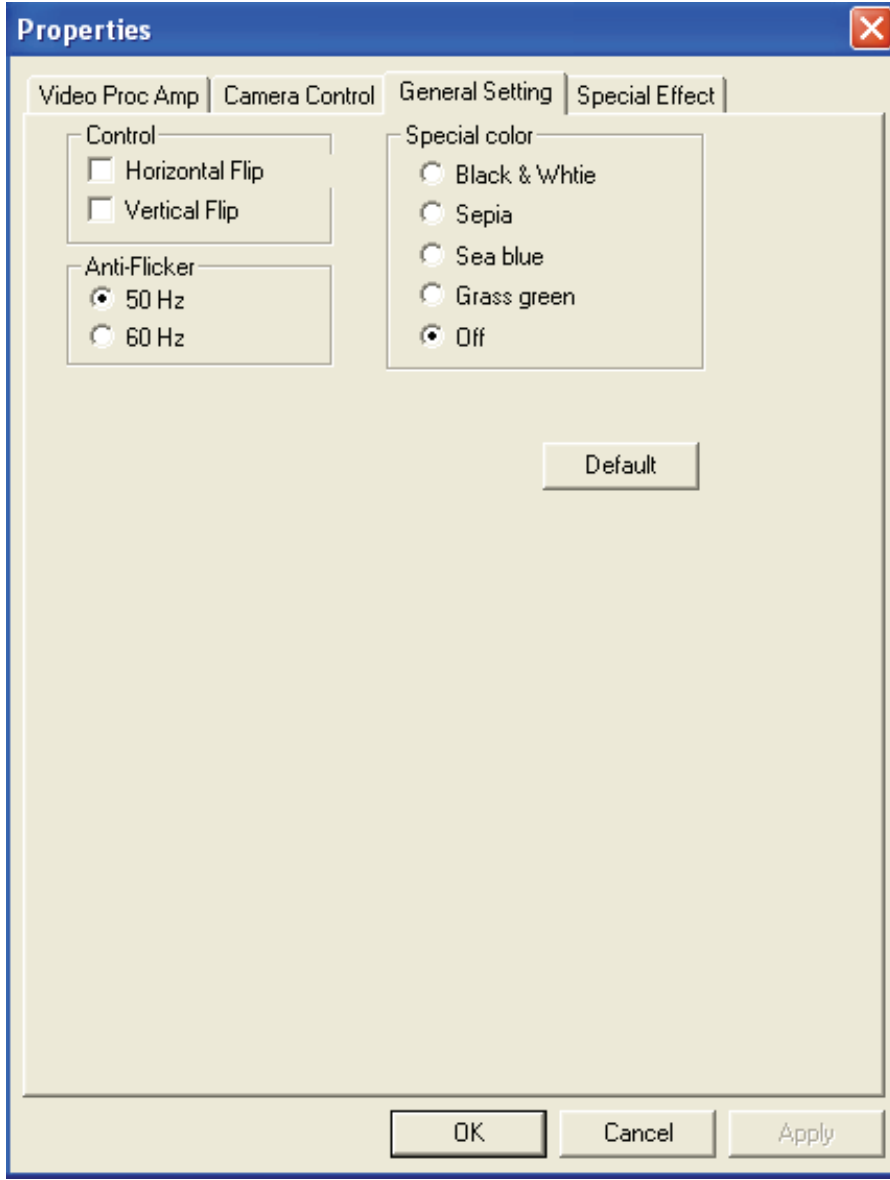 Properties
Video Proc Amp
Camera Control
General Setting
Special Effect
Control
Horizontal Flip
Vertical Flip
Anti-Flicker
50 Hz
60 Hz
Special color
Black & Whtie
Sepia
Sea blue
Grass green
Off
Default
OK
Cancel
Apply